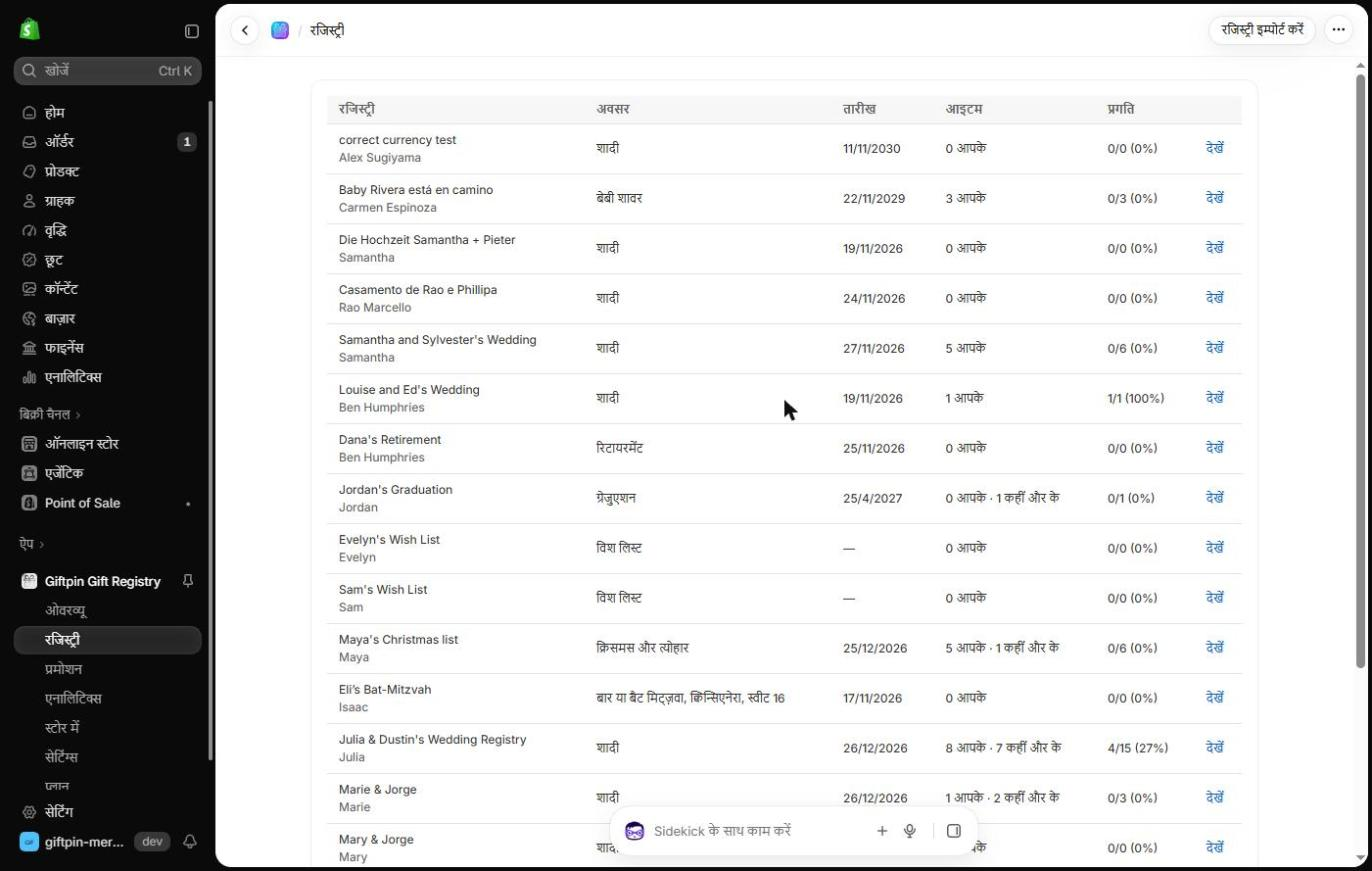 खोजें
Ctrl K
होम
ऑर्डर
1
प्रोडक्ट
ग्राहक
वृद्धि
छूट
कॉन्टेंट
बाज़ार
फाइनेंस
एनालिटिक्स
बिक्री चैनल ›
ऑनलाइन स्टोर
एजेंटिक
Point of Sale
ऐप ›
Giftpin Gift Registry
ओवरव्यू
रजिस्ट्री
प्रमोशन
एनालिटिक्स
स्टोर में
सेटिंग्स
प्लान
सेटिंग
giftpin-mer...
dev
/ रजिस्ट्री
रजिस्ट्री इम्पोर्ट करें
रजिस्ट्री अवसर तारीख आइटम प्रगति
correct currency test
Alex Sugiyama
शादी 11/11/2030 0 आपके 0/0 (0%) देखें
Baby Rivera está en camino
Carmen Espinoza
बेबी शावर 22/11/2029 3 आपके 0/3 (0%) देखें
Die Hochzeit Samantha + Pieter
Samantha
शादी 19/11/2026 0 आपके 0/0 (0%) देखें
Casamento de Rao e Phillipa
Rao Marcello
शादी 24/11/2026 0 आपके 0/0 (0%) देखें
Samantha and Sylvester's Wedding
Samantha
शादी 27/11/2026 5 आपके 0/6 (0%) देखें
Louise and Ed's Wedding
Ben Humphries
शादी 19/11/2026 1 आपके 1/1 (100%) देखें
Dana's Retirement
Ben Humphries
रिटायरमेंट 25/11/2026 0 आपके 0/0 (0%) देखें
Jordan's Graduation
Jordan
ग्रेजुएशन 25/4/2027 0 आपके · 1 कहीं और के 0/1 (0%) देखें
Evelyn's Wish List
Evelyn
विश लिस्ट — 0 आपके 0/0 (0%) देखें
Sam's Wish List
Sam
विश लिस्ट — 0 आपके 0/0 (0%) देखें
Maya's Christmas list
Maya
क्रिसमस और त्योहार 25/12/2026 5 आपके · 1 कहीं और के 0/6 (0%) देखें
Eli’s Bat-Mitzvah
Isaac
बार या बैट मिट्ज़वा, क्विन्सिएनेरा, स्वीट 16 17/11/2026 0 आपके 0/0 (0%) देखें
Julia & Dustin's Wedding Registry
Julia
शादी 26/12/2026 8 आपके · 7 कहीं और के 4/15 (27%) देखें
Marie & Jorge
Marie
शादी 26/12/2026 1 आपके · 2 कहीं और के 0/3 (0%) देखें
Mary & Jorge
Mary
0/0 (0%) देखें
Sidekick के साथ काम करें